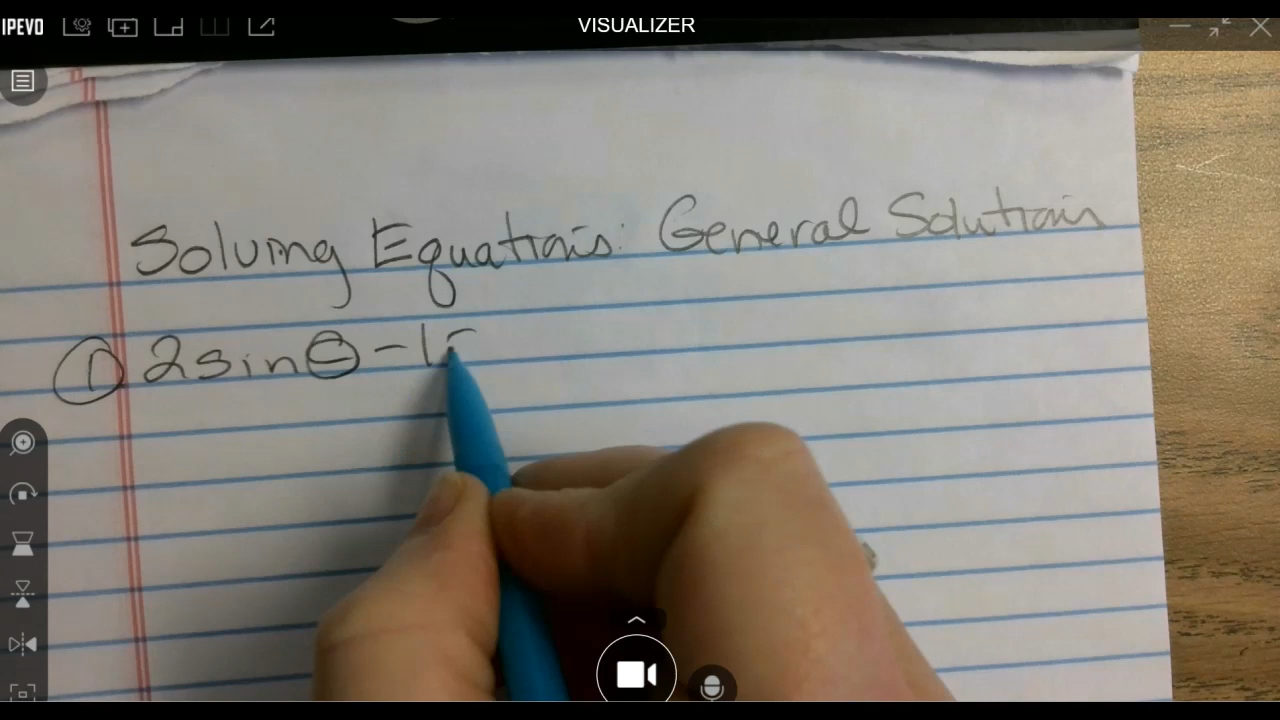 IPEVO
VISUALIZER
Solving Equations: General Solutions
① 2sinθ-1